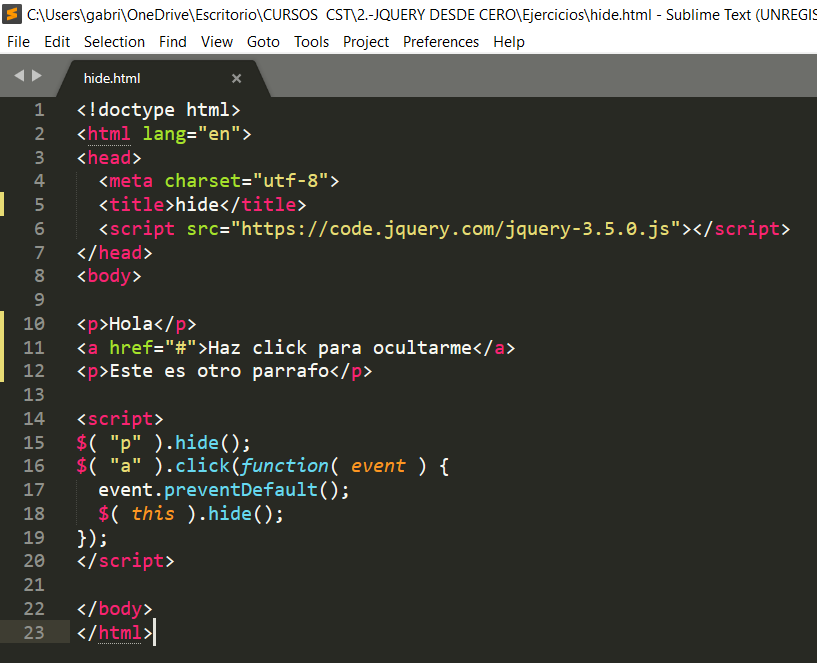 C:\Users\gabri\OneDrive\Escritorio\CURSOS  CST\2.-JQUERY DESDE CERO\Ejercicios\hide.html - Sublime Text (UNREGIS
File Edit Selection Find View Goto Tools Project Preferences Help
hide.html ×
1 <!doctype html>
2 <html lang="en">
3 <head>
4   <meta charset="utf-8">
5   <title>hide</title>
6   <script src="https://code.jquery.com/jquery-3.5.0.js"></script>
7 </head>
8 <body>
9
10 <p>Hola</p>
11 <a href="#">Haz click para ocultarme</a>
12 <p>Este es otro parrafo</p>
13
14 <script>
15 $( "p" ).hide();
16 $( "a" ).click(function( event ) {
17   event.preventDefault();
18   $( this ).hide();
19 });
20 </script>
21
22 </body>
23 </html>